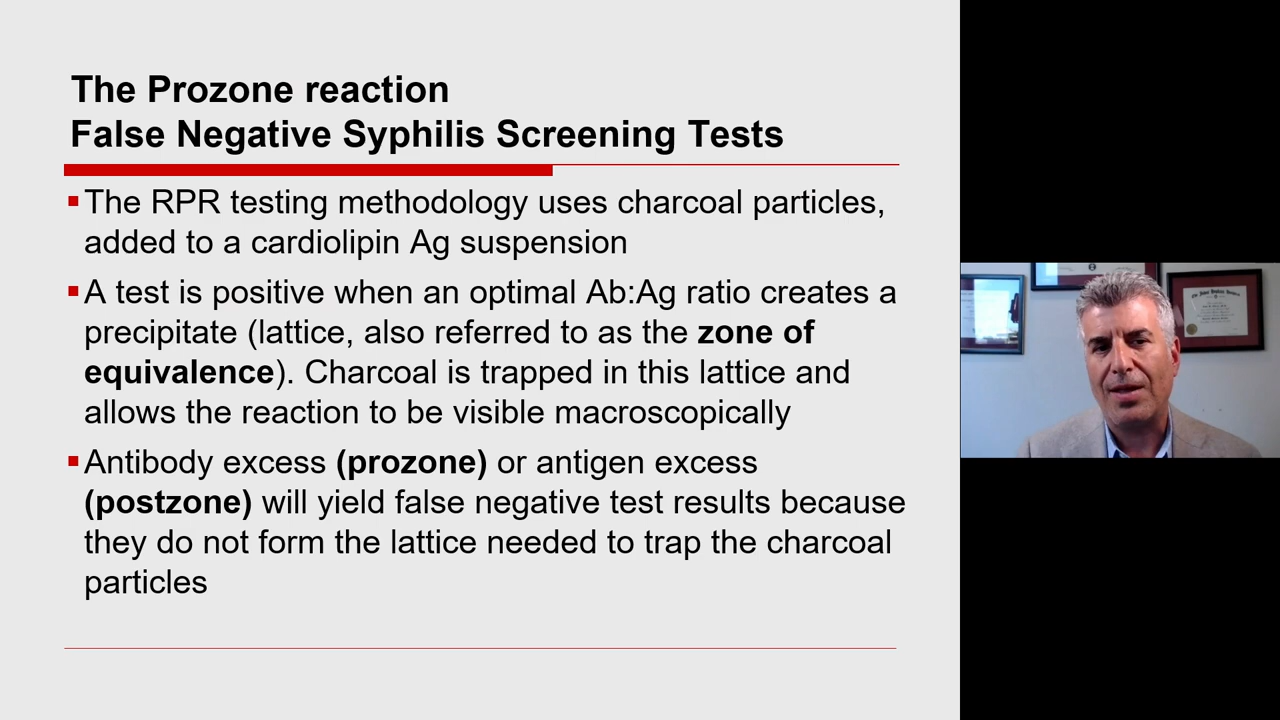 The Prozone reaction
False Negative Syphilis Screening Tests
▪The RPR testing methodology uses charcoal particles,
added to a cardiolipin Ag suspension
▪A test is positive when an optimal Ab:Ag ratio creates a
precipitate (lattice, also referred to as the zone of
equivalence). Charcoal is trapped in this lattice and
allows the reaction to be visible macroscopically
▪Antibody excess (prozone) or antigen excess
(postzone) will yield false negative test results because
they do not form the lattice needed to trap the charcoal
particles